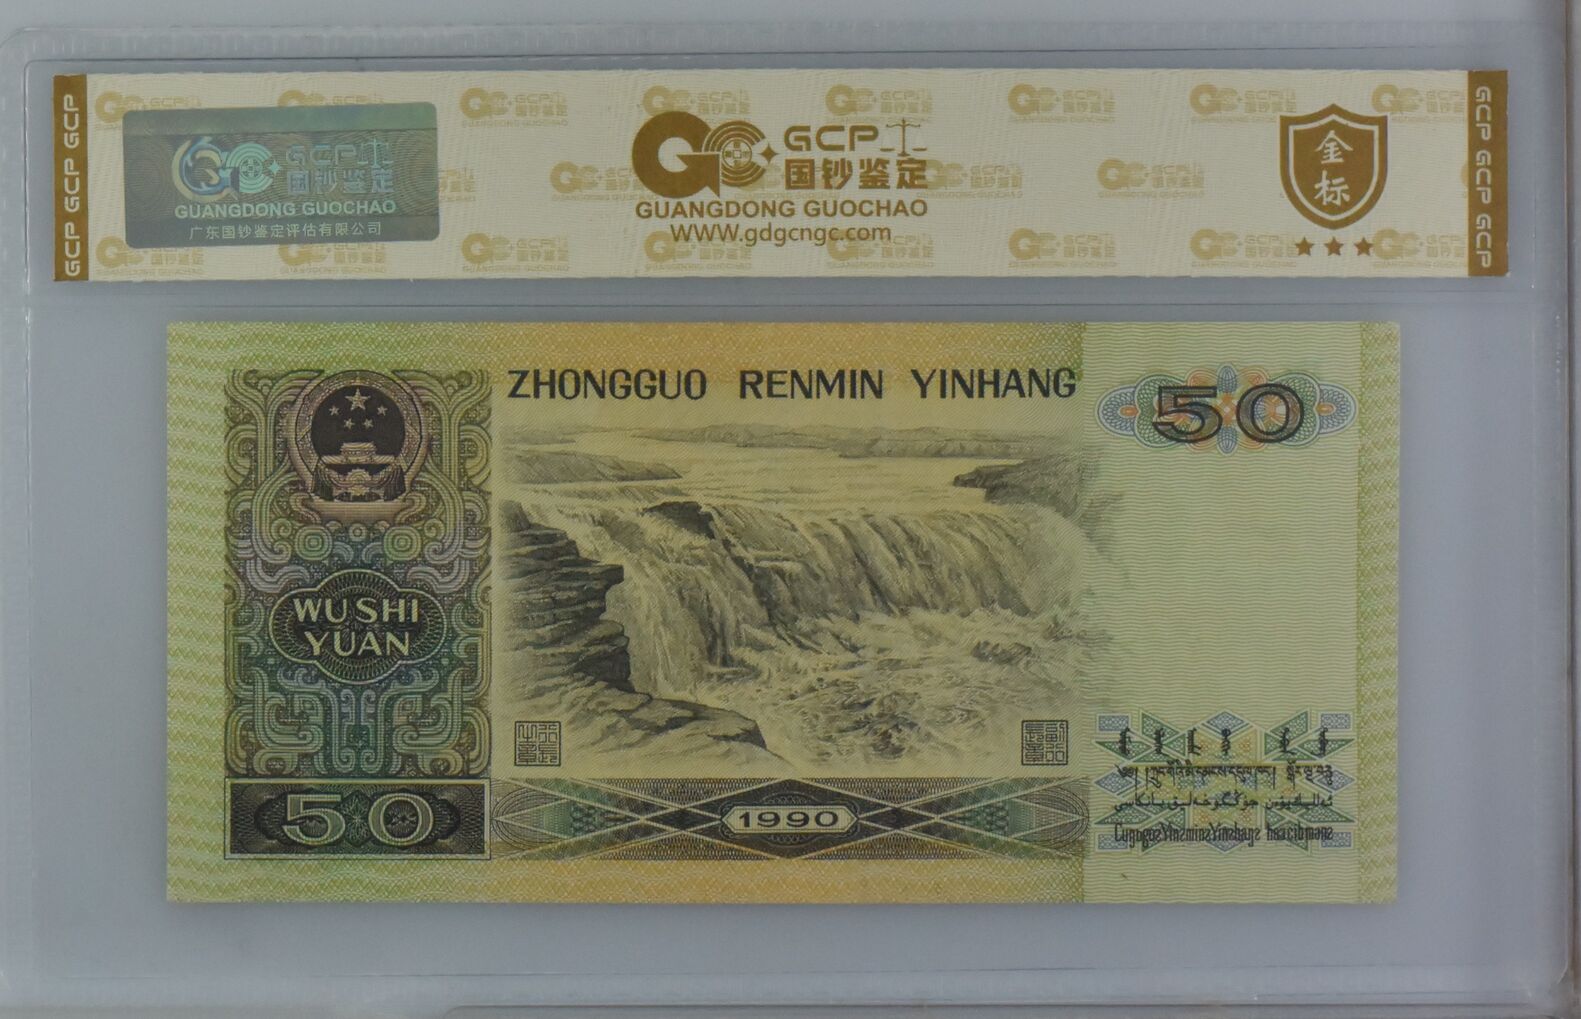 GCP GCP GCP
GCP
国钞鉴定
GUANGDONG GUOCHAO
广东国钞鉴定评估有限公司
GCP
国钞鉴定
GUANGDONG GUOCHAO
WWW.gdgcngc.com
金
标
GCP GCP GCP
ZHONGGUO RENMIN YINHANG
50
WU SHI
YUAN
50
1990